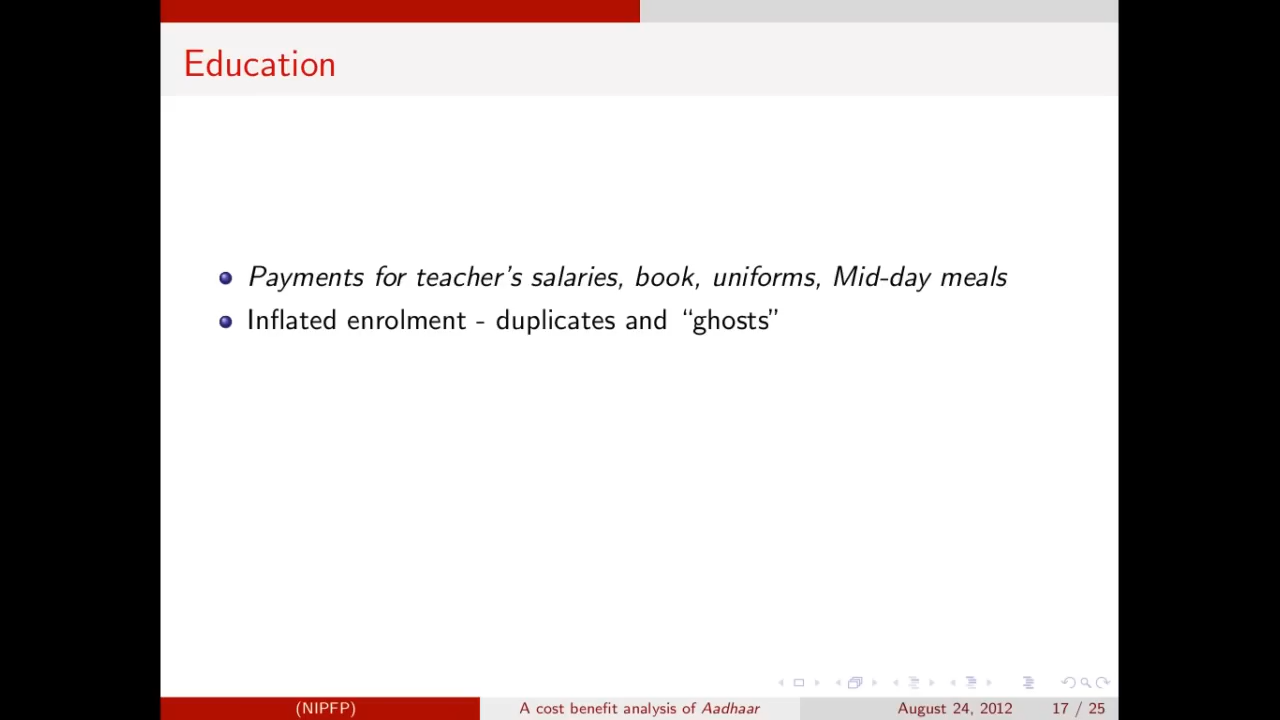 Education
Payments for teacher's salaries, book, uniforms, Mid-day meals
Inflated enrolment - duplicates and “ghosts”
(NIPFP)
A cost benefit analysis of Aadhaar
August 24, 2012
17 / 25